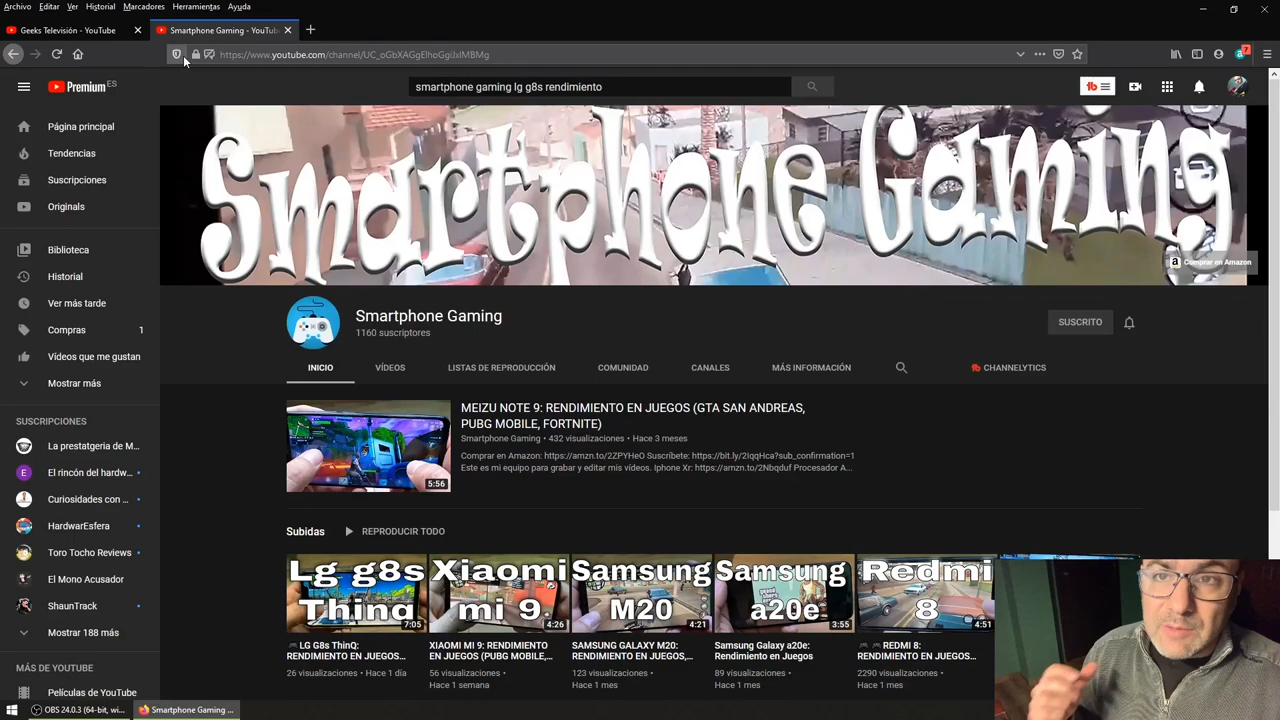 Archivo Editar Ver Historial Marcadores Herramientas Ayuda
Geeks Televisión - YouTube
Smartphone Gaming - YouTub
https://www.youtube.com/channel/UC_oGbXAGgElhoGgiIJxIMBMg
7
Premium ES
smartphone gaming lg g8s rendimiento
Página principal
Tendencias
Suscripciones
Originals
Biblioteca
Historial
Ver más tarde
Compras 1
Vídeos que me gustan
Mostrar más
SUSCRIPCIONES
La prestatgeria de M...
El rincón del hardw...
Curiosidades con ...
HardwarEsfera
Toro Tocho Reviews
El Mono Acusador
ShaunTrack
Mostrar 188 más
MÁS DE YOUTUBE
Películas de YouTube
Smartphone Gaming
Comprar en Amazon
Smartphone Gaming
1160 suscriptores
SUSCRITO
INICIO VÍDEOS LISTAS DE REPRODUCCIÓN COMUNIDAD CANALES MÁS INFORMACIÓN CHANNELYTICS
MEIZU NOTE 9: RENDIMIENTO EN JUEGOS (GTA SAN ANDREAS,
PUBG MOBILE, FORTNITE)
Smartphone Gaming • 432 visualizaciones • Hace 3 meses
Comprar en Amazon: https://amzn.to/2ZPYHeO Suscríbete: https://bit.ly/2IqqHca?sub_confirmation=1
Este es mi equipo para grabar y editar mis vídeos. Iphone Xr: https://amzn.to/2Nbqduf Procesador A...
5:56
Subidas REPRODUCIR TODO
Lg g8s
Thinq
7:05
LG G8s ThinQ:
RENDIMIENTO EN JUEGOS...
26 visualizaciones • Hace 1 día
Xiaomi
mi 9
4:26
XIAOMI MI 9: RENDIMIENTO
EN JUEGOS (PUBG MOBILE,...
56 visualizaciones •
Hace 1 semana
Samsung
M20
4:21
SAMSUNG GALAXY M20:
RENDIMIENTO EN JUEGOS,...
123 visualizaciones •
Hace 1 mes
Samsung
a20e
3:55
Samsung Galaxy a20e:
Rendimiento en Juegos
89 visualizaciones •
Hace 1 mes
Redmi
8
4:51
REDMI 8:
RENDIMIENTO EN JUEGOS...
2290 visualizaciones •
Hace 1 mes
OBS 24.0.3 (64-bit, wi...
Smartphone Gaming ...